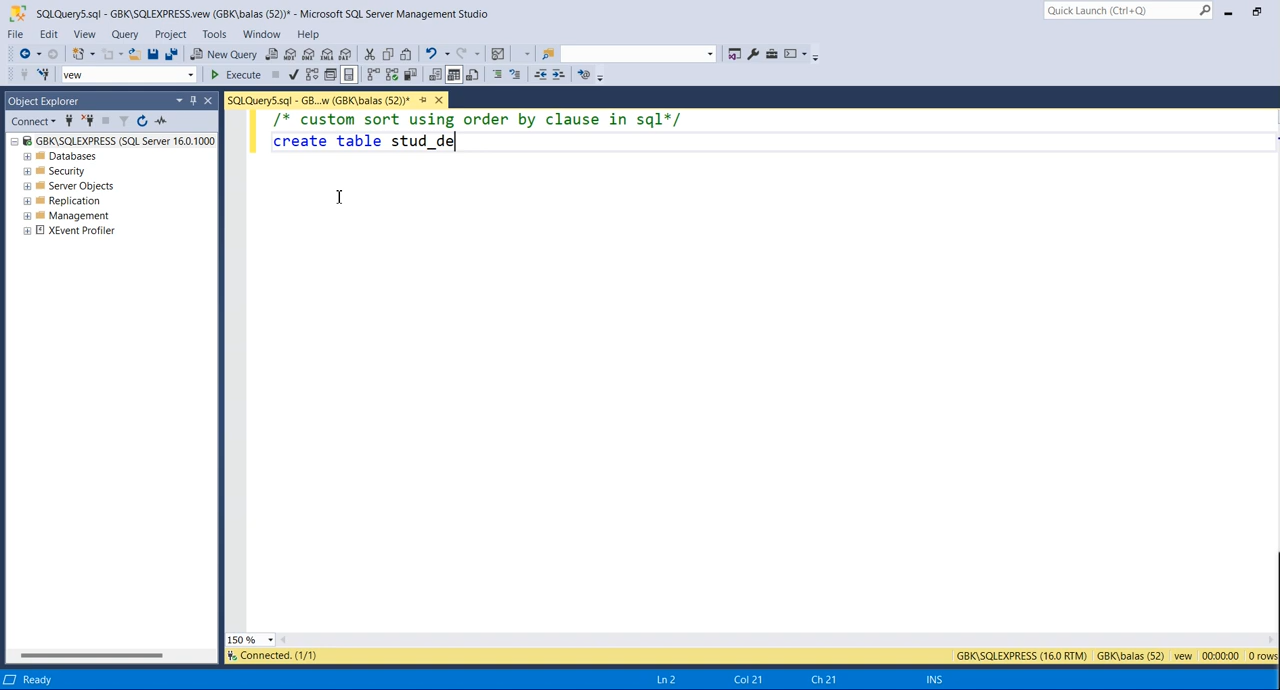 SQLQuery5.sql - GBK\SQLEXPRESS.vew (GBK\balas (52))* - Microsoft SQL Server Management Studio
Quick Launch (Ctrl+Q)
File Edit View Query Project Tools Window Help
New Query
vew Execute
Object Explorer
SQLQuery5.sql - GB...w (GBK\balas (52))*
Connect
/* custom sort using order by clause in sql*/
create table stud_de
GBK\SQLEXPRESS (SQL Server 16.0.1000
Databases
Security
Server Objects
Replication
Management
XEvent Profiler
150 %
Connected. (1/1)
GBK\SQLEXPRESS (16.0 RTM) GBK\balas (52) vew 00:00:00 0 rows
Ready Ln 2 Col 21 Ch 21 INS